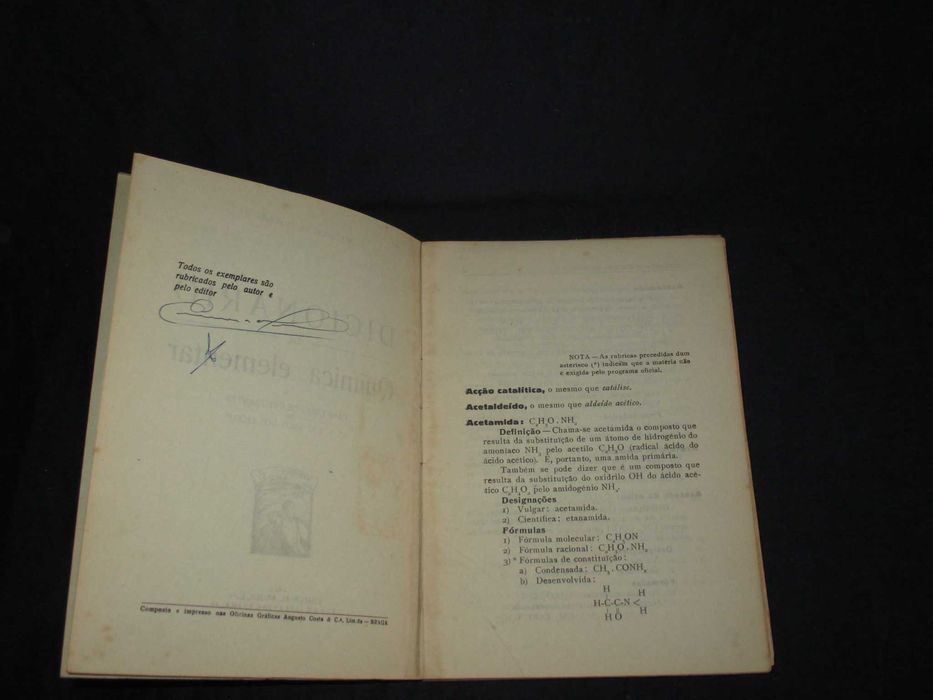 Todos os exemplares são
rubricados pelo autor e
pelo editor
Composto e impresso nas Oficinas Gráficas Augusto Costa & C.ª, Lim.da — BRAGA
NOTA — As rubricas precedidas dum
asterisco (*) indicam que a matéria não
é exigida pelo programa oficial.
Acção catalítica, o mesmo que catálise.
Acetaldeído, o mesmo que aldeído acético.
Acetamida: C₂H₃O . NH₂
Definição — Chama-se acetamida o composto que
resulta da substituição de um átomo de hidrogénio do
amoníaco NH₃ pelo acetilo C₂H₃O (radical ácido do
ácido acético). É, portanto, uma amida primária.
Também se pode dizer que é um composto que
resulta da substituição do oxidrilo OH do ácido acé-
tico C₂H₄O₂ pelo amidogénio NH₂.
Designações
1) Vulgar: acetamida.
2) Científica: etanamida.
Fórmulas
1) Fórmula molecular: C₂H₅ON
2) Fórmula racional: C₂H₃O . NH₂
3)* Fórmulas de constituição:
a) Condensada: CH₃ . CONH₂
b) Desenvolvida:
H H
H-C-C-N<
H O H